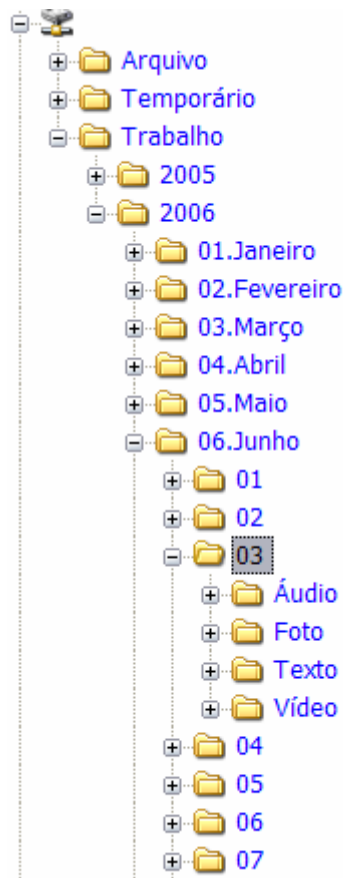 Arquivo
Temporário
Trabalho
2005
2006
01.Janeiro
02.Fevereiro
03.Março
04.Abril
05.Maio
06.Junho
01
02
03
Áudio
Foto
Texto
Vídeo
04
05
06
07